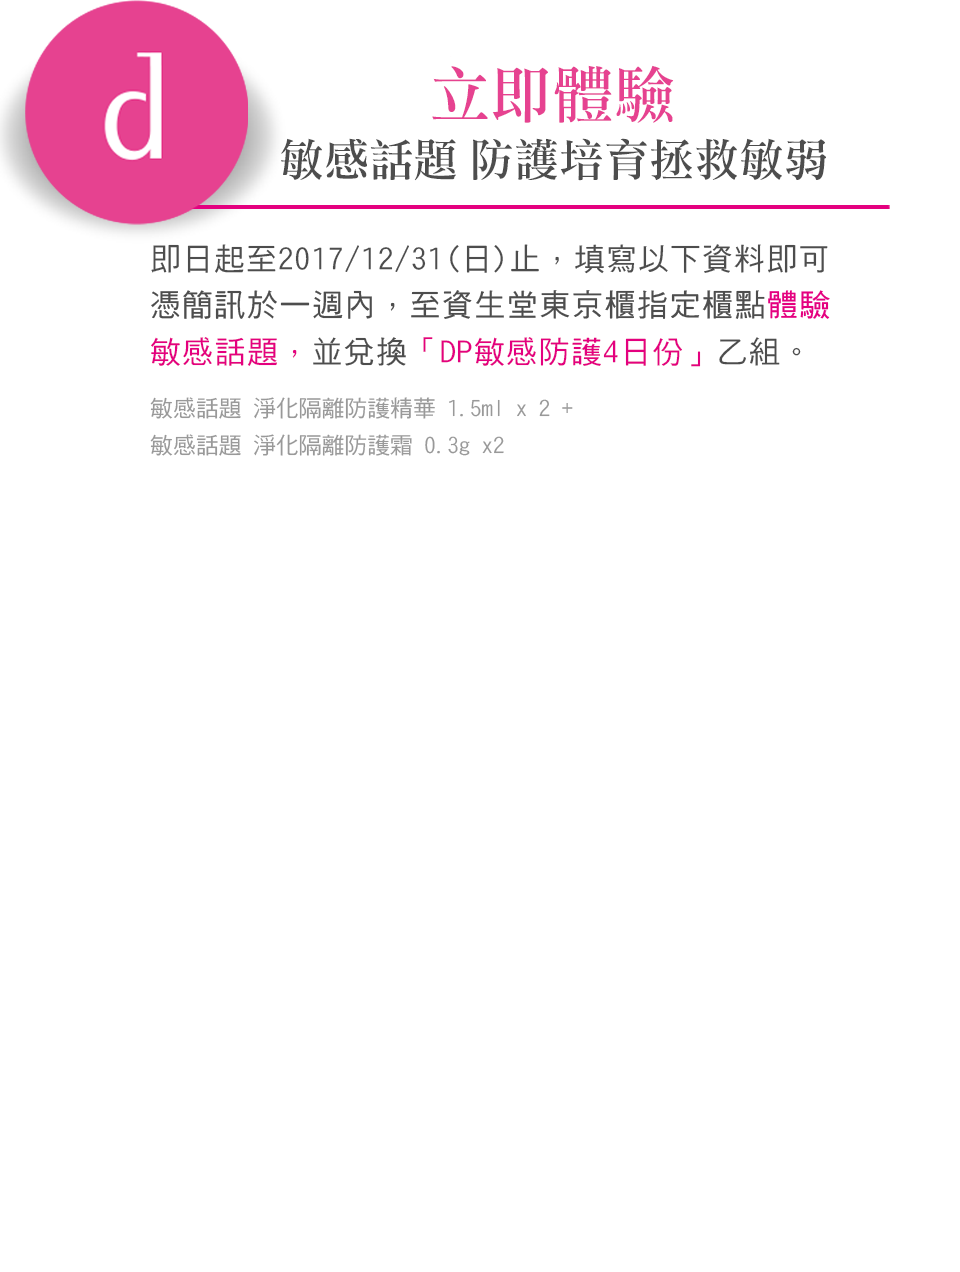 d
立即體驗
敏感話題 防護培育拯救敏弱
即日起至2017/12/31(日)止，填寫以下資料即可
憑簡訊於一週內，至資生堂東京櫃指定櫃點體驗
敏感話題，並兌換「DP敏感防護4日份」乙組。
敏感話題 淨化隔離防護精華 1.5ml x 2 +
敏感話題 淨化隔離防護霜 0.3g x2